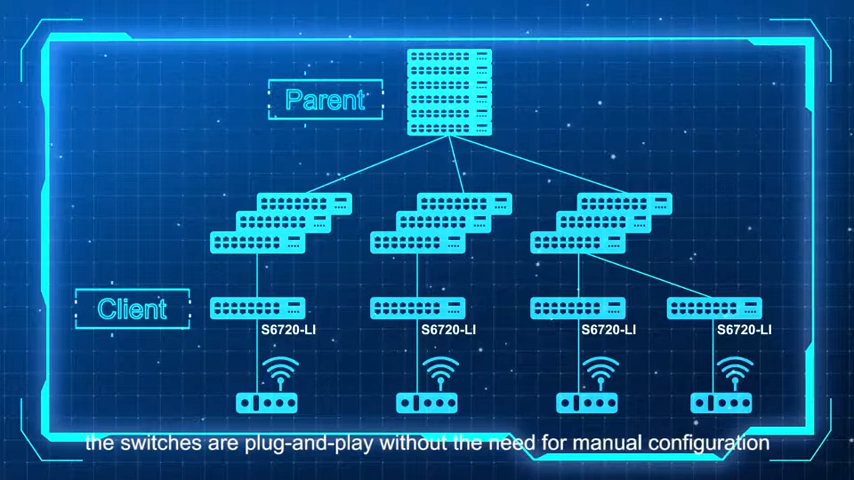 Parent
Client
S6720-LI
S6720-LI
S6720-LI
S6720-LI
the switches are plug-and-play without the need for manual configuration